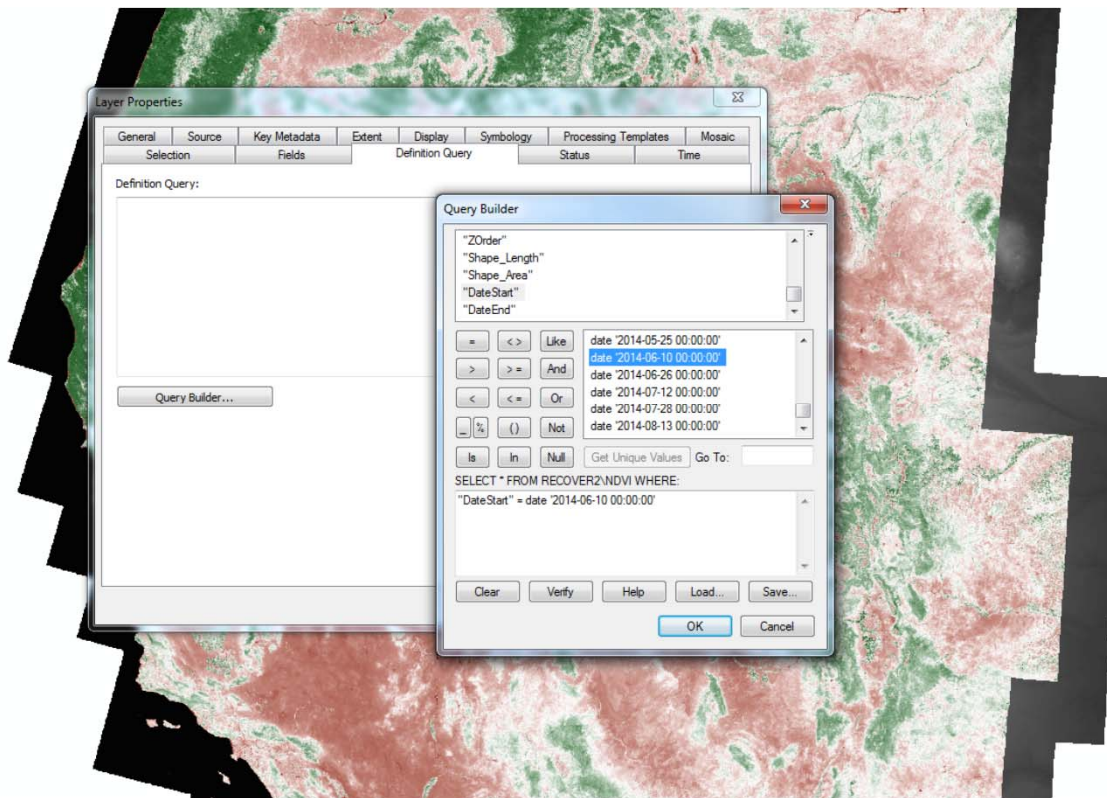 Layer Properties
General Source Key Metadata Extent Display Symbology Processing Templates Mosaic
Selection Fields Definition Query Status Time
Definition Query:
Query Builder...
Query Builder
"ZOrder"
"Shape_Length"
"Shape_Area"
"DateStart"
"DateEnd"
= < > Like
> > = And
< < = Or
_ % () Not
Is In Null
date '2014-05-25 00:00:00'
date '2014-06-10 00:00:00'
date '2014-06-26 00:00:00'
date '2014-07-12 00:00:00'
date '2014-07-28 00:00:00'
date '2014-08-13 00:00:00'
Get Unique Values Go To:
SELECT * FROM RECOVER2\NDVI WHERE:
"DateStart" = date '2014-06-10 00:00:00'
Clear Verify Help Load... Save...
OK Cancel